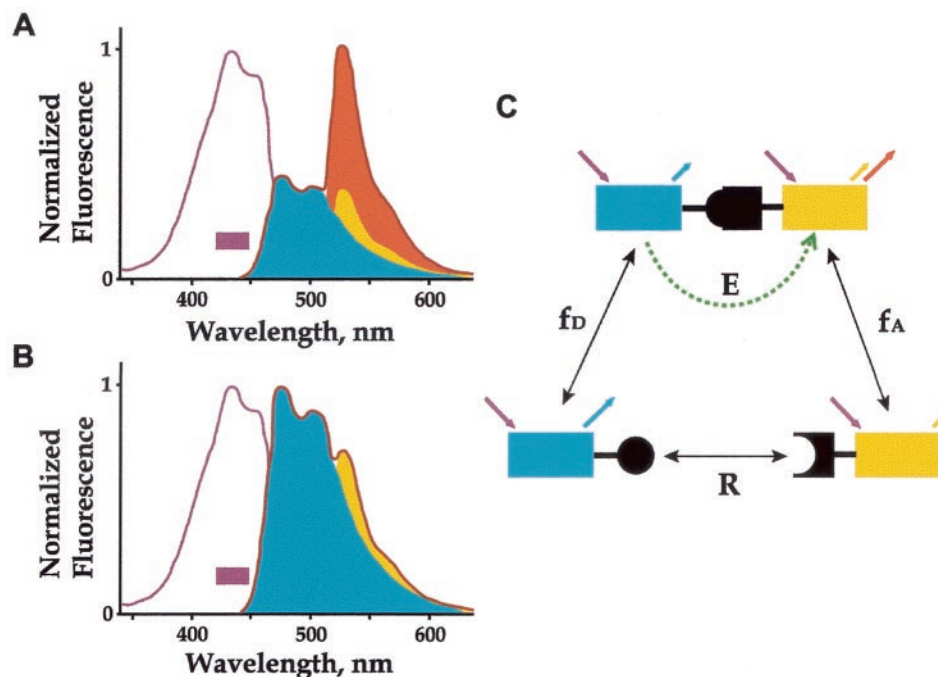 A
Normalized
Fluorescence
1
0
400
500
600
Wavelength, nm
B
Normalized
Fluorescence
1
0
400
500
600
Wavelength, nm
C
E
fD
fA
R